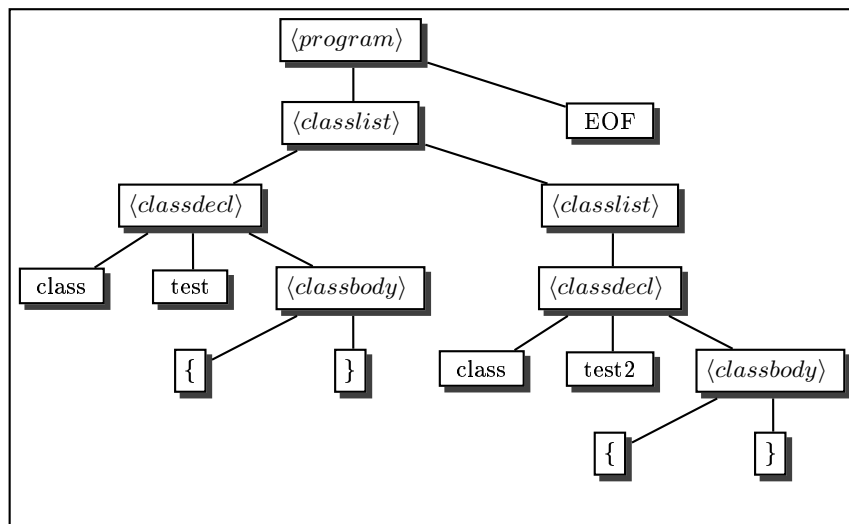 ⟨program⟩
⟨classlist⟩ EOF
⟨classdecl⟩ ⟨classlist⟩
class test ⟨classbody⟩ ⟨classdecl⟩
{ } class test2 ⟨classbody⟩
{ }